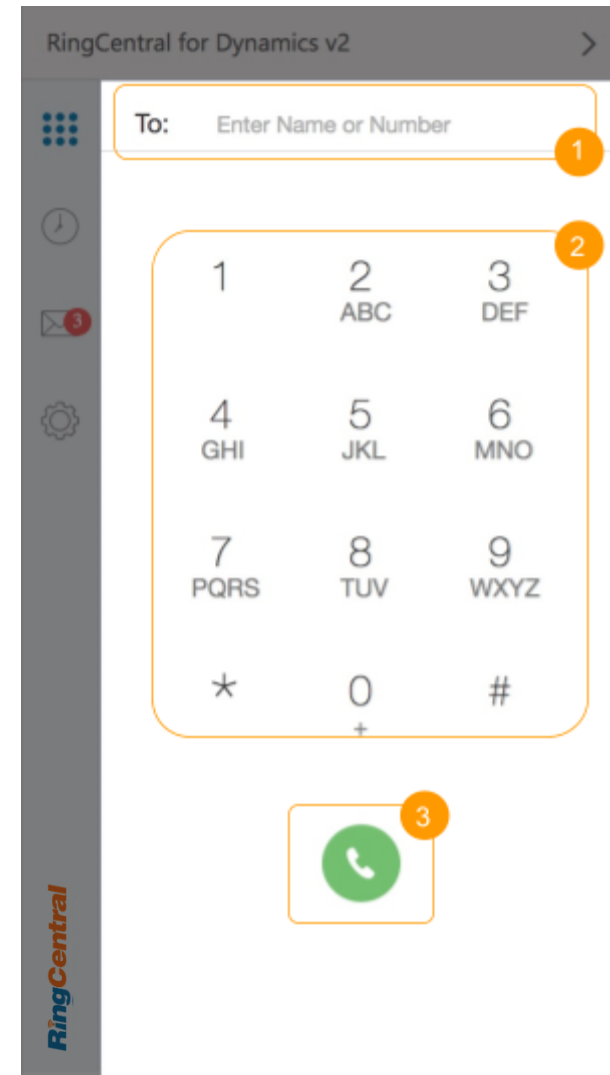 RingCentral for Dynamics v2 >
To: Enter Name or Number
1
2
1 2 3
ABC DEF
3
4 5 6
GHI JKL MNO
7 8 9
PQRS TUV WXYZ
* 0 #
+
3
RingCentral